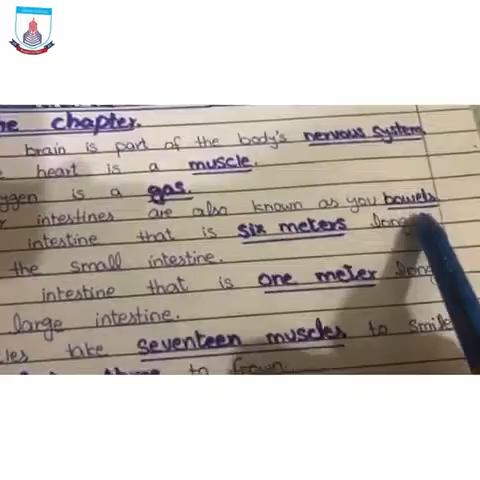 he chapter.
brain is part of the body's nervous system
e heart is a muscle.
ygen is a gas.
r intestines are also known as you bowels
intestine that is six meters long
the small intestine.
intestine that is one meter long
large intestine.
les take seventeen muscles to smile
to frown.